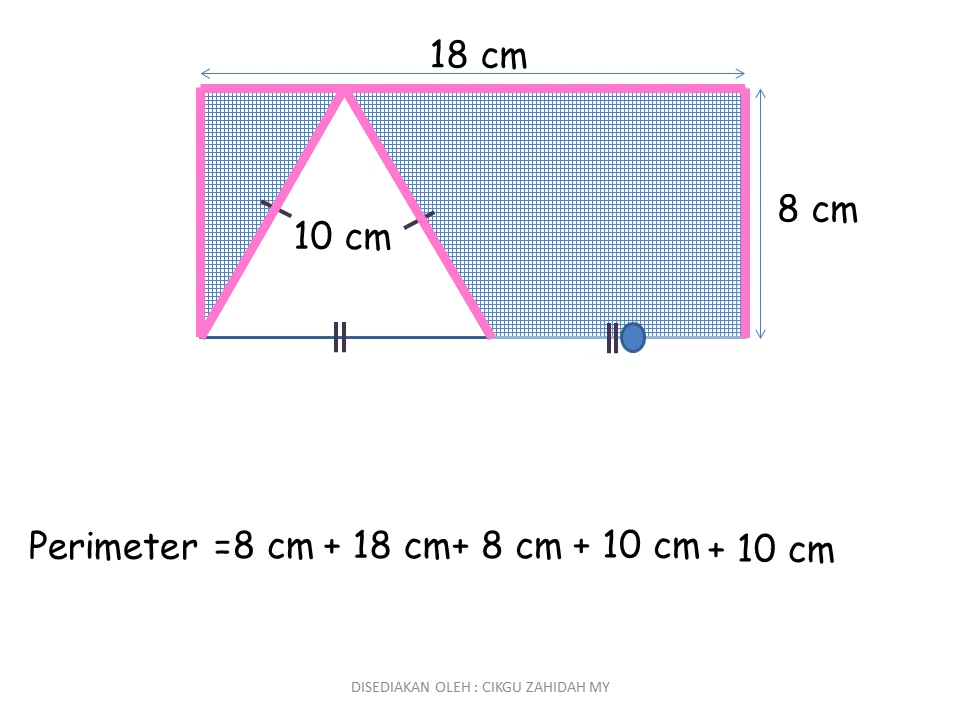 18 cm
8 cm
10 cm
Perimeter =8 cm + 18 cm+ 8 cm + 10 cm + 10 cm
DISEDIAKAN OLEH : CIKGU ZAHIDAH MY